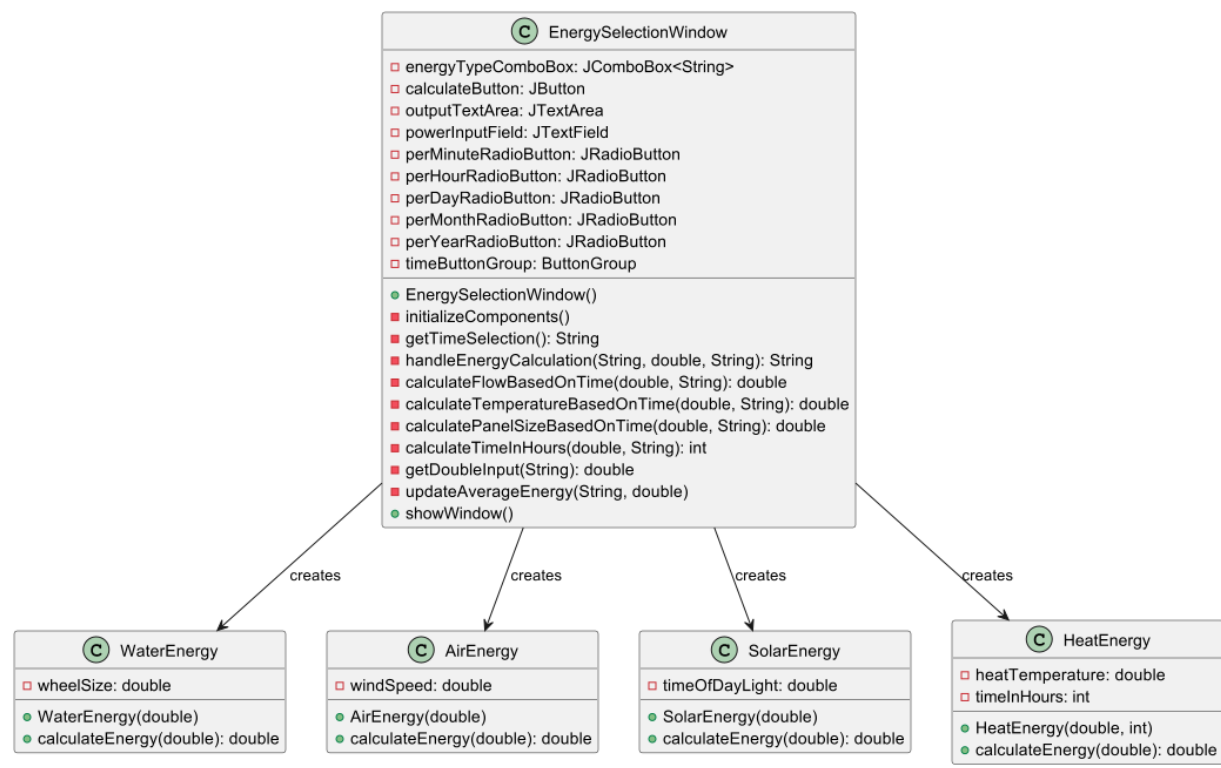 C EnergySelectionWindow
energyTypeComboBox: JComboBox<String>
calculateButton: JButton
outputTextArea: JTextArea
powerInputField: JTextField
perMinuteRadioButton: JRadioButton
perHourRadioButton: JRadioButton
perDayRadioButton: JRadioButton
perMonthRadioButton: JRadioButton
perYearRadioButton: JRadioButton
timeButtonGroup: ButtonGroup
EnergySelectionWindow()
initializeComponents()
getTimeSelection(): String
handleEnergyCalculation(String, double, String): String
calculateFlowBasedOnTime(double, String): double
calculateTemperatureBasedOnTime(double, String): double
calculatePanelSizeBasedOnTime(double, String): double
calculateTimeInHours(double, String): int
getDoubleInput(String): double
updateAverageEnergy(String, double)
showWindow()
creates
creates
creates
creates
C WaterEnergy
wheelSize: double
WaterEnergy(double)
calculateEnergy(double): double
C AirEnergy
windSpeed: double
AirEnergy(double)
calculateEnergy(double): double
C SolarEnergy
timeOfDayLight: double
SolarEnergy(double)
calculateEnergy(double): double
C HeatEnergy
heatTemperature: double
timeInHours: int
HeatEnergy(double, int)
calculateEnergy(double): double